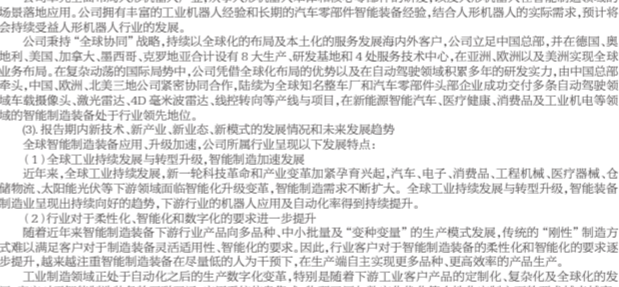 场景落地应用。公司拥有丰富的工业机器人经验和长期的汽车零部件智能装备经验，结合人形机器人的实际需求，预计将
会持续受益人形机器人行业的发展。
公司秉持“全球协同”战略，持续以全球化的布局及本土化的服务发展海内外客户，公司立足中国总部，并在德国、奥
地利、美国、加拿大、墨西哥、克罗地亚合计设有 8 大生产、研发基地和 4 处服务技术中心，在亚洲、欧洲以及美洲实现全球
业务布局。在复杂动荡的国际局势中，公司凭借全球化布局的优势以及在自动驾驶领域积累多年的研发实力，由中国总部
牵头，中国、欧洲、北美三地公司紧密协同合作，陆续为全球知名整车厂和汽车零部件头部企业成功交付多条自动驾驶领
域车载摄像头、激光雷达、4D 毫米波雷达、线控转向等产线与项目，在新能源智能汽车、医疗健康、消费品及工业机电等领
域的智能制造装备处于行业领先地位。
(3). 报告期内新技术、新产业、新业态、新模式的发展情况和未来发展趋势
全球智能制造装备应用、升级加速，公司所属行业呈现以下发展特点：
（1）全球工业持续发展与转型升级，智能制造加速发展
近年来，全球工业持续发展，新一轮科技革命和产业变革加紧孕育兴起，汽车、电子、消费品、工程机械、医疗器械、仓
储物流、太阳能光伏等下游领域面临智能化升级变革，智能制造需求不断扩大。全球工业持续发展与转型升级，智能装备
制造业呈现出持续向好的趋势，下游行业的机器人应用及自动化率得到持续提升。
（2）行业对于柔性化、智能化和数字化的要求进一步提升
随着近年来智能制造装备下游行业产品向多品种、中小批量及“变种变量”的生产模式发展，传统的“刚性”制造方
式难以满足客户对于制造装备灵活适用性、智能化的要求。因此，行业客户对于智能制造装备的柔性化和智能化的要求逐
步提升，越来越注重智能制造装备在尽量低的人为干预下，在生产端自主实现更多品种、更高效率的产品生产。
工业制造领域正处于自动化之后的生产数字化变革，特别是随着下游工业客户产品的定制化、复杂化及全球化的发